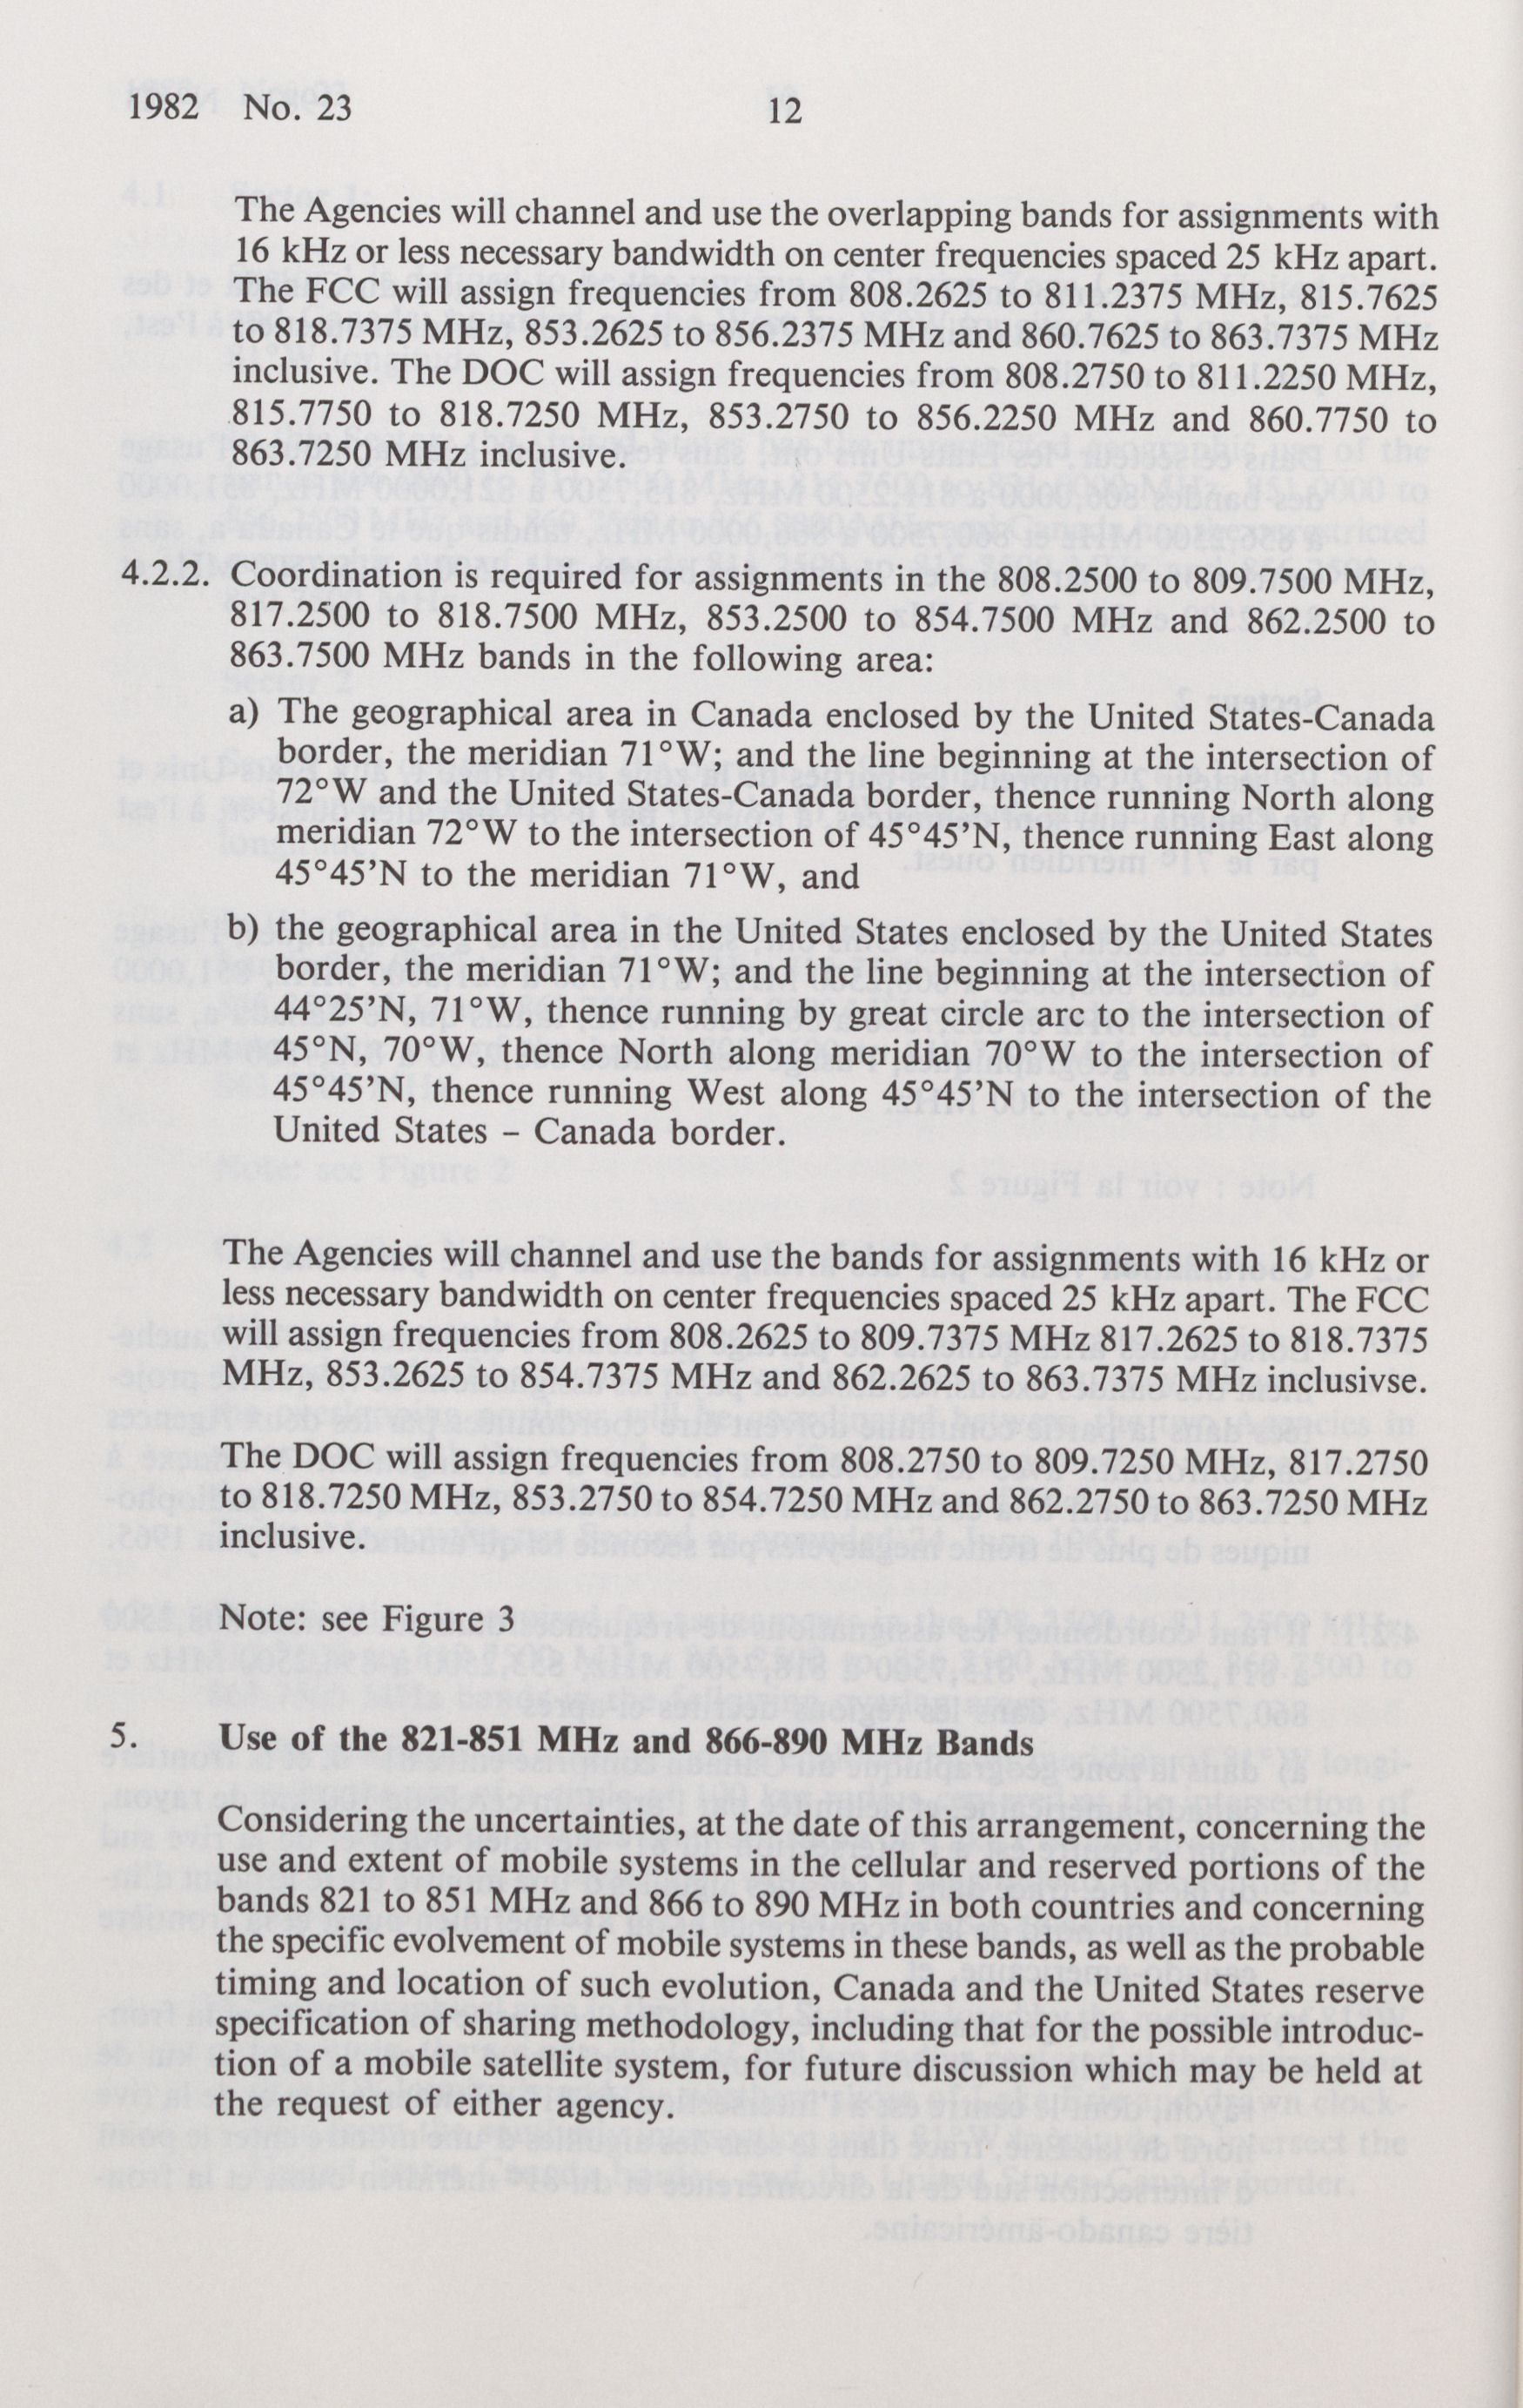 1982 No. 23
12
The Agencies will channel and use the overlapping bands for assignments with
16 kHz or less necessary bandwidth on center frequencies spaced 25 kHz apart.
The FCC will assign frequencies from 808.2625 to 811.2375 MHz, 815.7625
to 818.7375 MHz, 853.2625 to 856.2375 MHz and 860.7625 to 863.7375 MHz
inclusive. The DOC will assign frequencies from 808.2750 to 811.2250 MHz,
815.7750 to 818.7250 MHz, 853.2750 to 856.2250 MHz and 860.7750 to
863.7250 MHz inclusive.
4.2.2. Coordination is required for assignments in the 808.2500 to 809.7500 MHz,
817.2500 to 818.7500 MHz, 853.2500 to 854.7500 MHz and 862.2500 to
863.7500 MHz bands in the following area:
a) The geographical area in Canada enclosed by the United States-Canada
border, the meridian 71°W; and the line beginning at the intersection of
72°W and the United States-Canada border, thence running North along
meridian 72°W to the intersection of 45°45’N, thence running East along
45°45’N to the meridian 71°W, and
b) the geographical area in the United States enclosed by the United States
border, the meridian 71°W; and the line beginning at the intersection of
44°25’N, 71°W, thence running by great circle arc to the intersection of
45°N, 70°W, thence North along meridian 70°W to the intersection of
45°45’N, thence running West along 45°45’N to the intersection of the
United States – Canada border.
The Agencies will channel and use the bands for assignments with 16 kHz or
less necessary bandwidth on center frequencies spaced 25 kHz apart. The FCC
will assign frequencies from 808.2625 to 809.7375 MHz 817.2625 to 818.7375
MHz, 853.2625 to 854.7375 MHz and 862.2625 to 863.7375 MHz inclusivse.
The DOC will assign frequencies from 808.2750 to 809.7250 MHz, 817.2750
to 818.7250 MHz, 853.2750 to 854.7250 MHz and 862.2750 to 863.7250 MHz
inclusive.
Note: see Figure 3
5. Use of the 821-851 MHz and 866-890 MHz Bands
Considering the uncertainties, at the date of this arrangement, concerning the
use and extent of mobile systems in the cellular and reserved portions of the
bands 821 to 851 MHz and 866 to 890 MHz in both countries and concerning
the specific evolvement of mobile systems in these bands, as well as the probable
timing and location of such evolution, Canada and the United States reserve
specification of sharing methodology, including that for the possible introduc-
tion of a mobile satellite system, for future discussion which may be held at
the request of either agency.